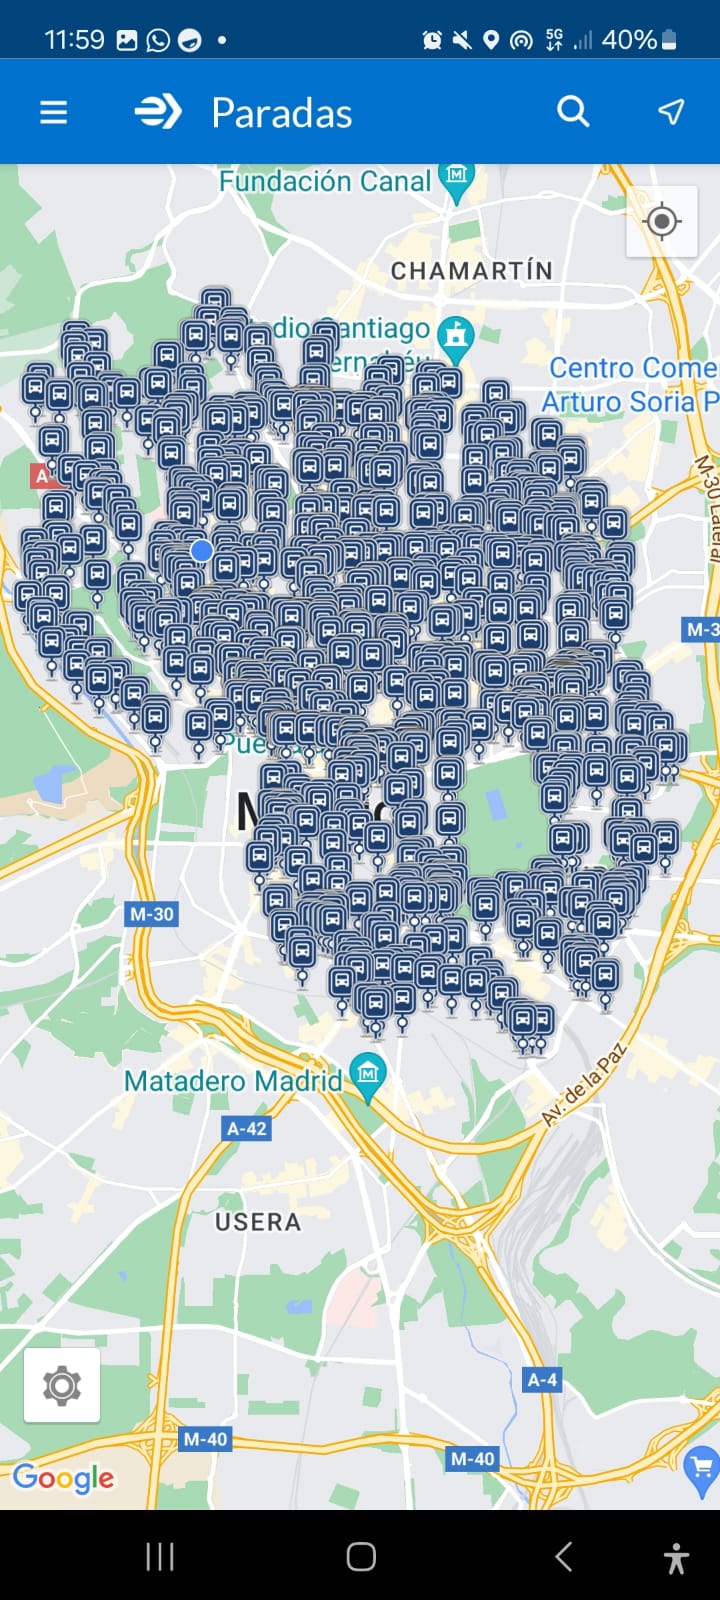 11:59
5G
40%
Paradas
Fundación Canal
CHAMARTÍN
dio Santiago
ernabéu
Centro Come
Arturo Soria P
M-30 Lateral
A
M-3
Pue
M
M-30
Matadero Madrid
Av. de la Paz
A-42
USERA
A-4
M-40
M-40
Google